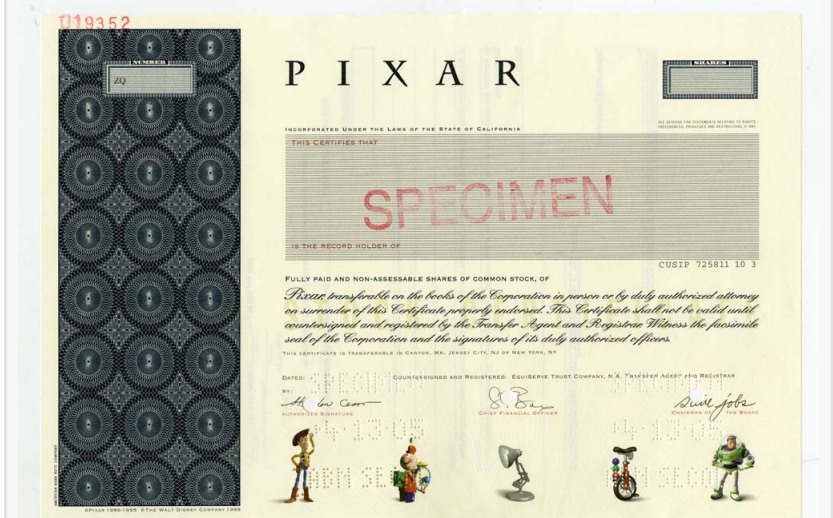 U19352
NUMBER
ZQ
PIXAR
SHARES
INCORPORATED UNDER THE LAWS OF THE STATE OF CALIFORNIA
SEE REVERSE FOR STATEMENTS RELATING TO RIGHTS,
PREFERENCES, PRIVILEGES AND RESTRICTIONS, IF ANY
THIS CERTIFIES THAT
SPECIMEN
IS THE RECORD HOLDER OF
CUSIP 725811 10 3
FULLY PAID AND NON-ASSESSABLE SHARES OF COMMON STOCK, OF
Pixar, transferable on the books of the Corporation in person or by duly authorized attorney
on surrender of this Certificate properly endorsed. This Certificate shall not be valid until
countersigned and registered by the Transfer Agent and Registrar. Witness the facsimile
seal of the Corporation and the signatures of its duly authorized officers.
THIS CERTIFICATE IS TRANSFERABLE IN CANTON, MA, JERSEY CITY, NJ OR NEW YORK, NY
DATED: SPECIMEN
COUNTERSIGNED AND REGISTERED: EQUISERVE TRUST COMPANY, N.A. TRANSFER AGENT AND REGISTRAR
SPECIMEN
BY:
AUTHORIZED SIGNATURE
CHIEF FINANCIAL OFFICER
Steve Jobs
CHAIRMAN OF THE BOARD
4-13-05
4-13-05
AMERICAN BANK NOTE COMPANY
©PIXAR 1986-1995 ©THE WALT DISNEY COMPANY 1995